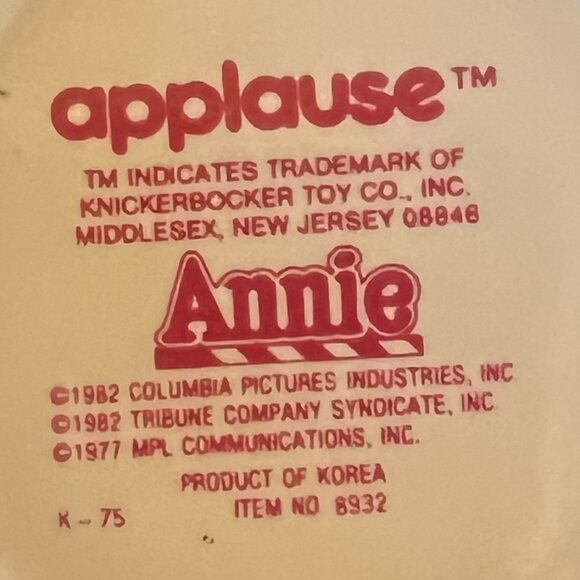 applause™
TM INDICATES TRADEMARK OF
KNICKERBOCKER TOY CO., INC.
MIDDLESEX, NEW JERSEY 08846
Annie
©1982 COLUMBIA PICTURES INDUSTRIES, INC
©1982 TRIBUNE COMPANY SYNDICATE, INC
©1977 MPL COMMUNICATIONS, INC.
PRODUCT OF KOREA
K - 75 ITEM NO 8932